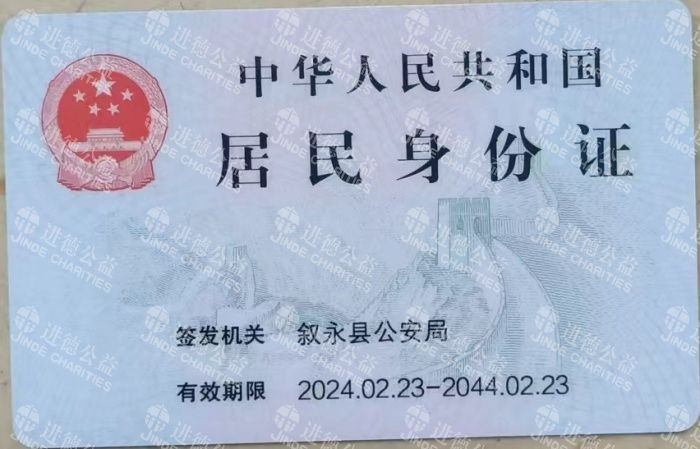 中华人民共和国
居民身份证
签发机关 叙永县公安局
有效期限 2024.02.23-2044.02.23
进德公益
JINDE CHARITIES